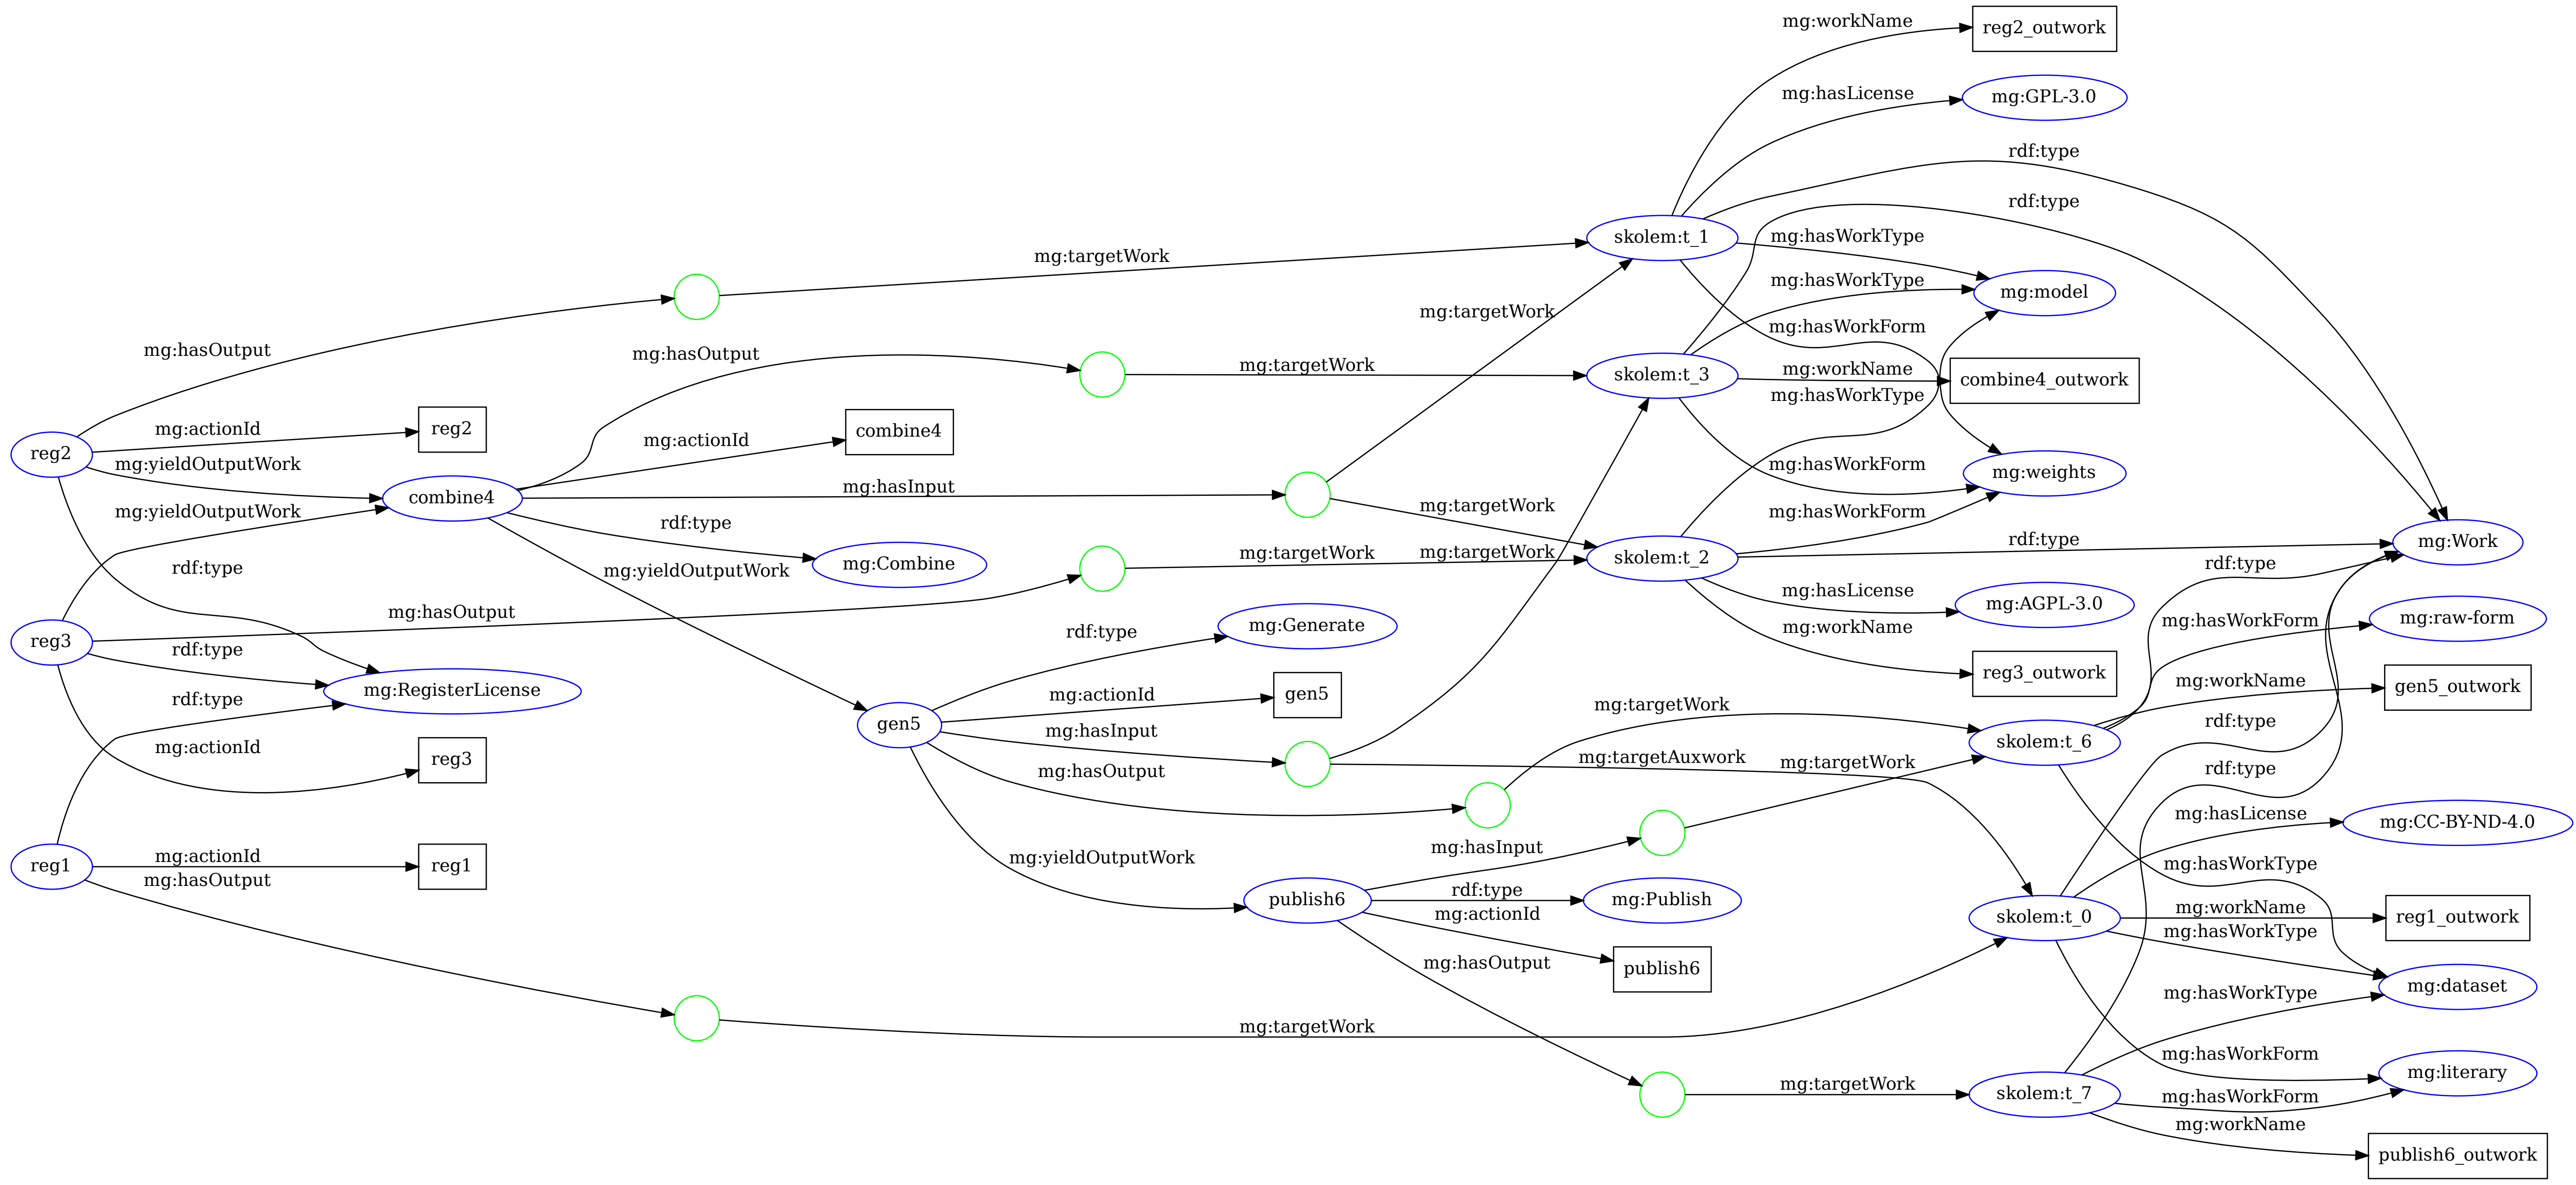 mg:workName
reg2_outwork
mg:hasLicense
mg:GPL-3.0
rdf:type
rdf:type
skolem:t_1
mg:hasWorkType
mg:targetWork
mg:hasWorkType
mg:model
mg:targetWork
mg:hasWorkForm
mg:hasOutput
mg:hasOutput
mg:targetWork
skolem:t_3
mg:workName
combine4_outwork
mg:hasWorkType
mg:actionId
reg2
mg:actionId
combine4
reg2
mg:yieldOutputWork
mg:hasWorkForm
mg:weights
combine4
mg:hasInput
mg:targetWork
mg:hasWorkForm
mg:yieldOutputWork
rdf:type
rdf:type
mg:Work
mg:targetWork
mg:targetWork
skolem:t_2
mg:Combine
rdf:type
rdf:type
mg:yieldOutputWork
mg:hasLicense
mg:AGPL-3.0
mg:hasOutput
mg:hasWorkForm
mg:raw-form
rdf:type
mg:Generate
mg:workName
reg3
rdf:type
reg3_outwork
mg:workName
gen5_outwork
mg:RegisterLicense
rdf:type
mg:actionId
gen5
mg:targetWork
rdf:type
gen5
mg:hasInput
skolem:t_6
mg:actionId
reg3
mg:targetAuxwork
mg:targetWork
rdf:type
mg:hasOutput
mg:hasLicense
mg:CC-BY-ND-4.0
mg:hasInput
mg:yieldOutputWork
mg:actionId
reg1
reg1
mg:hasOutput
mg:hasWorkType
publish6
rdf:type
mg:Publish
mg:actionId
mg:workName
reg1_outwork
skolem:t_0
mg:hasWorkType
mg:hasOutput
publish6
mg:dataset
mg:hasWorkType
mg:targetWork
mg:hasWorkForm
mg:literary
mg:targetWork
skolem:t_7
mg:hasWorkForm
mg:workName
publish6_outwork